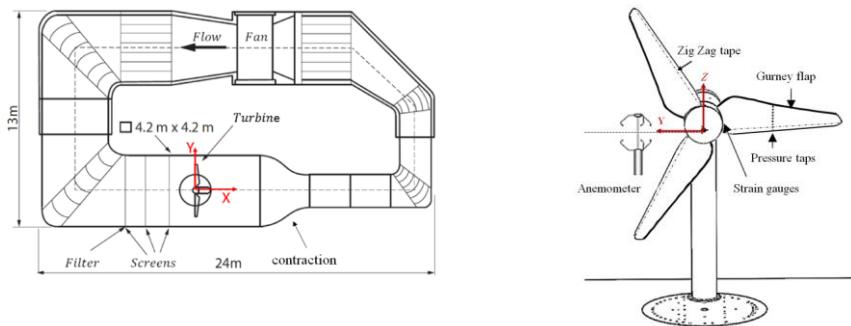 Flow
Fan
13m
4.2 m x 4.2 m
Turbine
Y
X
Filter
Screens
contraction
24m
Zig Zag tape
Z
Gurney flap
Y
Pressure taps
Anemometer
Strain gauges